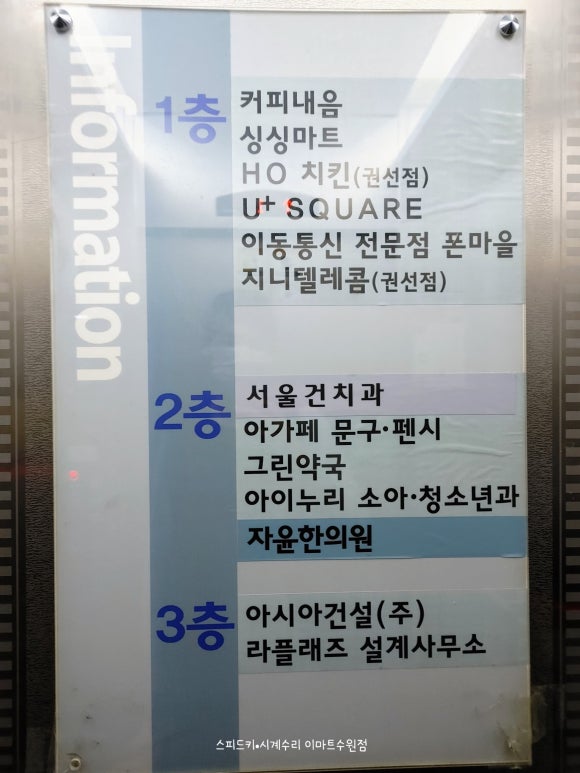 Information
1층
커피내음
싱싱마트
HO 치킨(권선점)
U+ SQUARE
이동통신 전문점 폰마을
지니텔레콤(권선점)
2층
서울건치과
아가페 문구·펜시
그린약국
아이누리 소아·청소년과
자윤한의원
3층
아시아건설(주)
라플래즈 설계사무소
스피드키•시계수리 이마트수원점